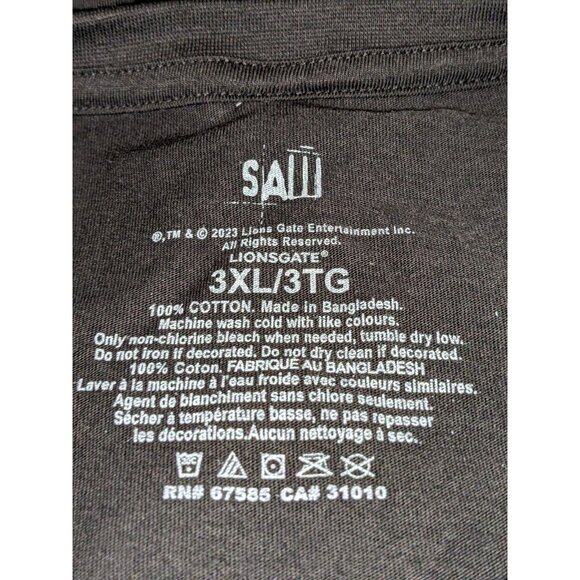 SAW
®,TM & © 2023 Lions Gate Entertainment Inc.
All Rights Reserved.
LIONSGATE®
3XL/3TG
100% COTTON. Made in Bangladesh.
Machine wash cold with like colours.
Only non-chlorine bleach when needed, tumble dry low.
Do not iron if decorated. Do not dry clean if decorated.
100% Coton. FABRIQUÉ AU BANGLADESH
Laver à la machine à l'eau froide avec couleurs similaires.
Agent de blanchiment sans chlore seulement.
Sécher à température basse, ne pas repasser
les décorations.Aucun nettoyage à sec.
RN# 67585 CA# 31010